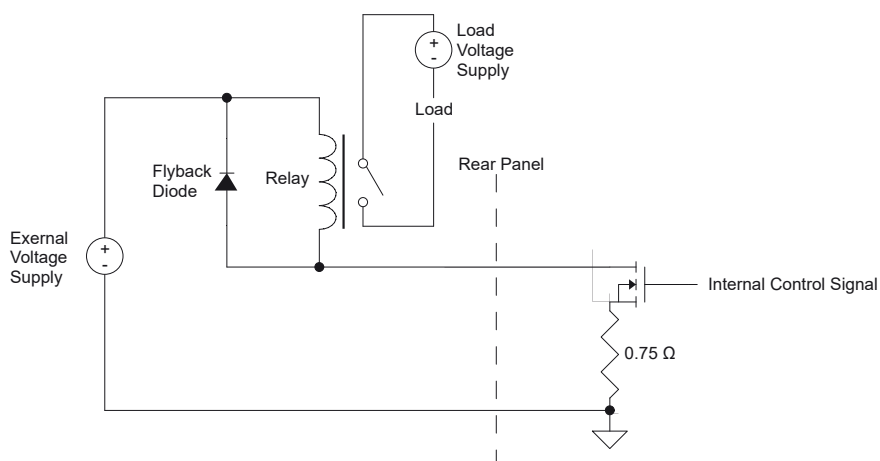 Load
Voltage
Supply
+
-
Load
Rear Panel
Flyback
Diode
Relay
Exernal
Voltage
Supply
+
-
Internal Control Signal
0.75 Ω